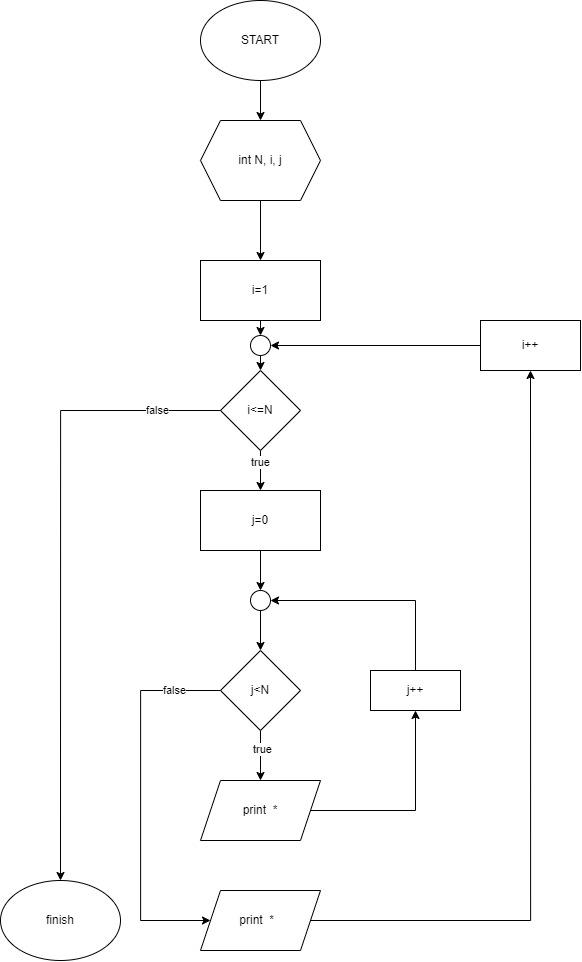 START
int N, i, j
i=1
i++
i<=N
false
true
j=0
j<N
false
j++
true
print *
print *
finish